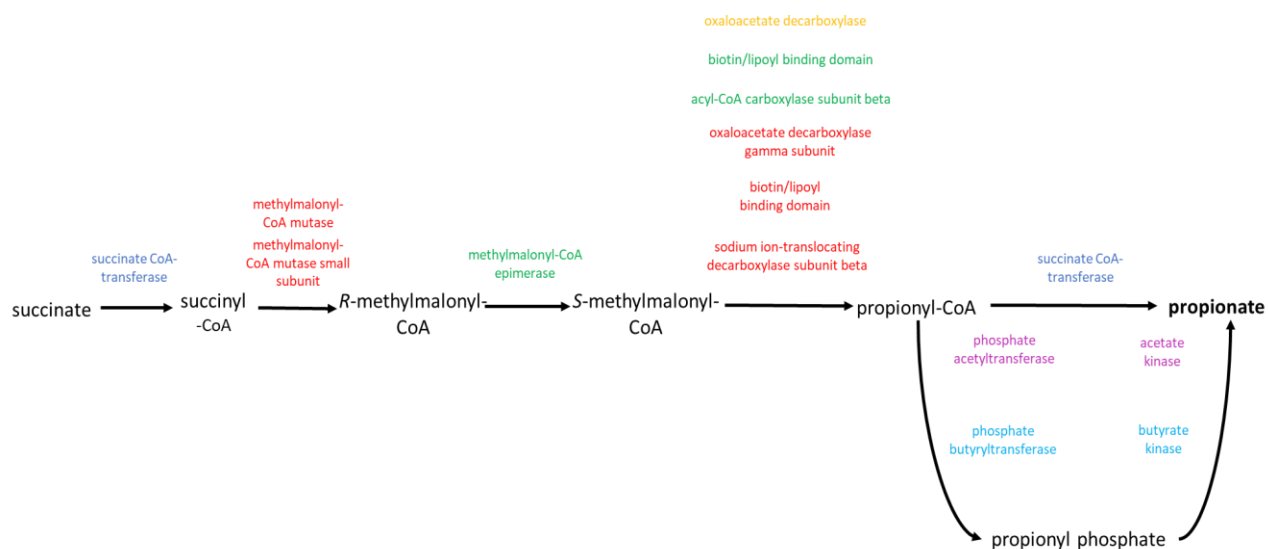 oxaloacetate decarboxylase
biotin/lipoyl binding domain
acyl-CoA carboxylase subunit beta
oxaloacetate decarboxylase
gamma subunit
biotin/lipoyl
binding domain
sodium ion-translocating
decarboxylase subunit beta
methylmalonyl-
CoA mutase
methylmalonyl-
CoA mutase small
subunit
succinate CoA-
transferase
methylmalonyl-CoA
epimerase
succinate CoA-
transferase
succinate
succinyl
-CoA
R-methylmalonyl-
CoA
S-methylmalonyl-
CoA
propionyl-CoA
propionate
phosphate
acetyltransferase
acetate
kinase
phosphate
butyryltransferase
butyrate
kinase
propionyl phosphate